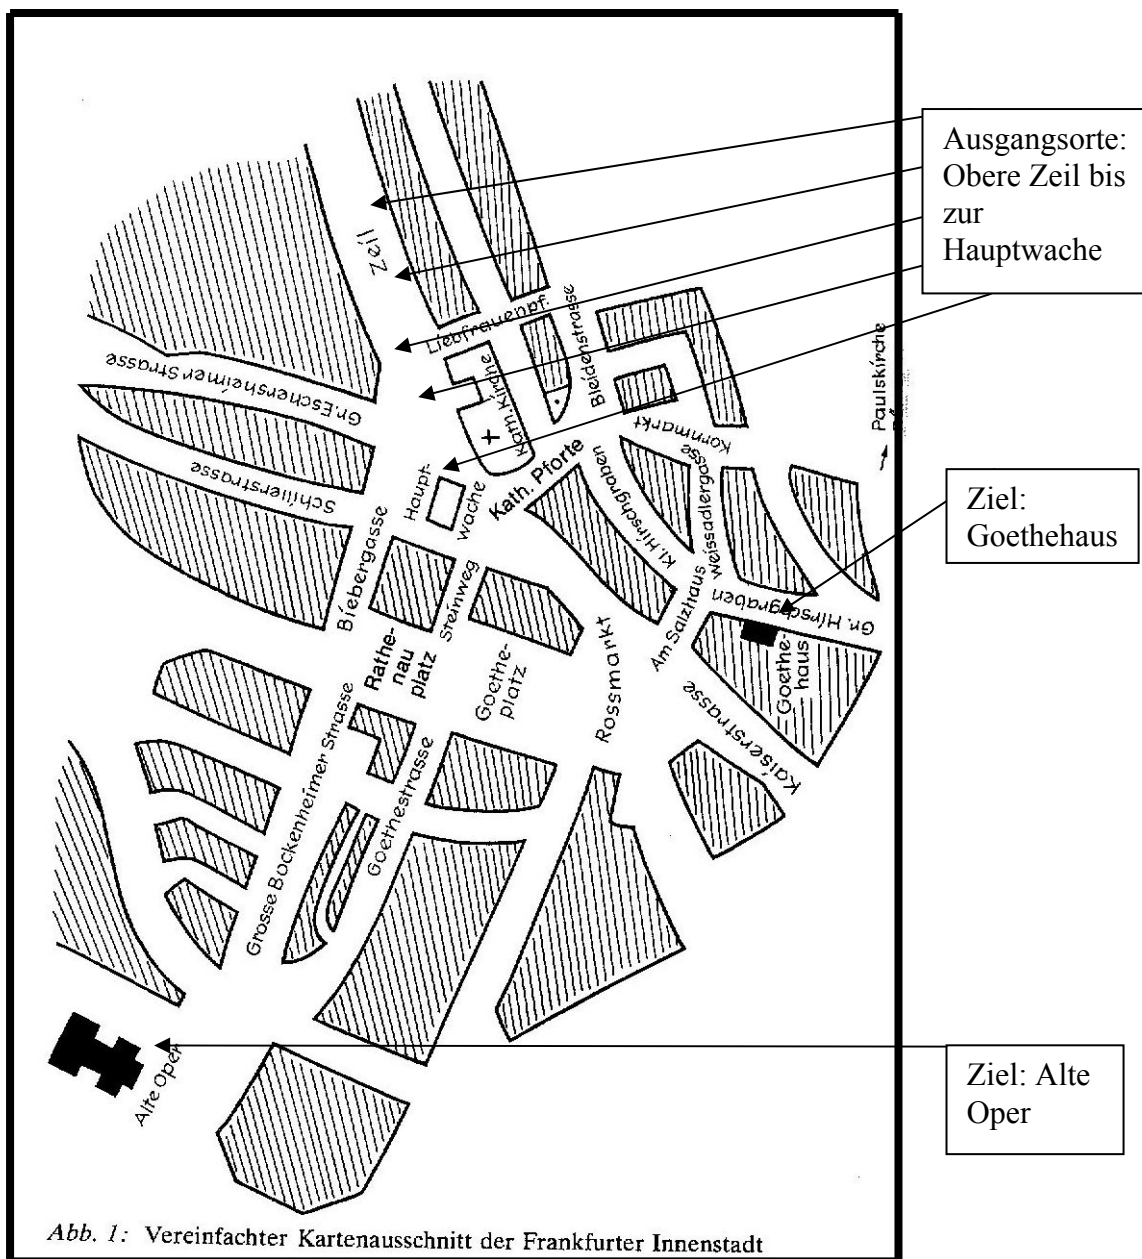 Ausgangsorte:
Obere Zeil bis
zur
Hauptwache
Zeil
Liebfrauenpf.
Bleidenstrasse
Paulskirche
Gr. Eschersheimer Strasse
Kath. Kirche
Kornmarkt
Schillerstrasse
Haupt-
wache
Kath. Pforte
Kl. Hirschgraben
Weissadlergasse
Ziel:
Goethehaus
Biebergasse
Steinweg
Am Salzhaus
Gr. Hirschgraben
Rathe-
nau
platz
Goethe-
platz
Rossmarkt
Goethe-
haus
Kaiserstrasse
Grosse Bockenheimer Strasse
Goethestrasse
Alte Oper
Ziel: Alte
Oper
Abb. 1: Vereinfachter Kartenausschnitt der Frankfurter Innenstadt